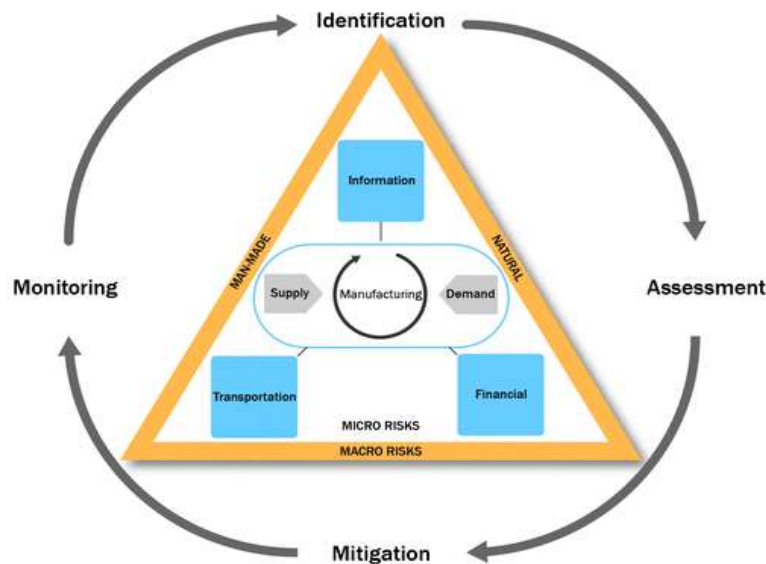 Identification
Information
MAN-MADE
NATURAL
Monitoring
Supply
Manufacturing
Demand
Assessment
Transportation
Financial
MICRO RISKS
MACRO RISKS
Mitigation